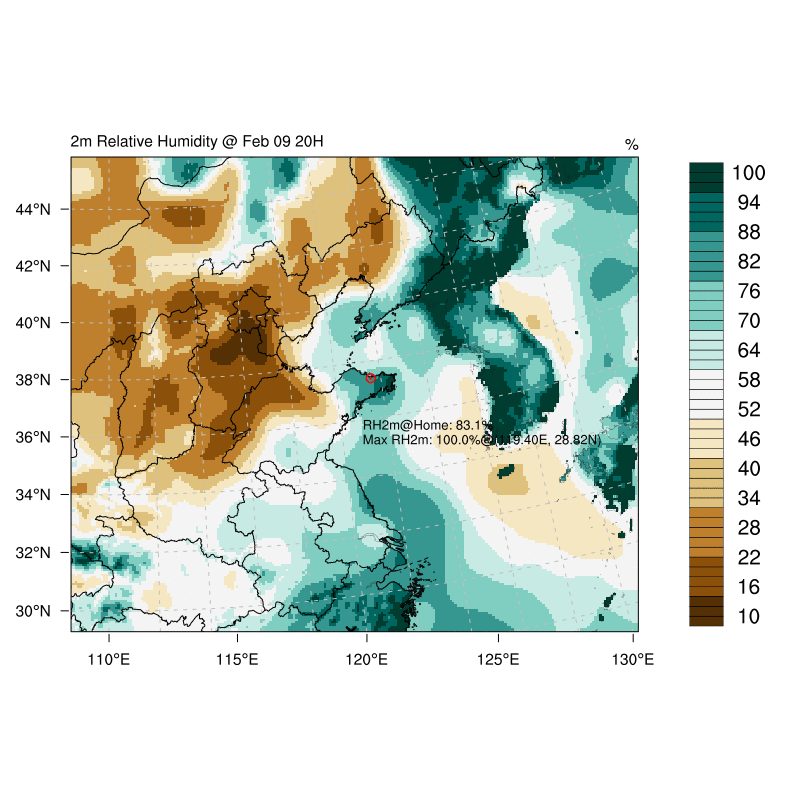 2m Relative Humidity @ Feb 09 20H
%
100
94
88
82
76
70
64
58
52
46
40
34
28
22
16
10
44°N
42°N
40°N
38°N
36°N
34°N
32°N
30°N
RH2m@Home: 83.1%
Max RH2m: 100.0%@(119.40E, 28.82N)
110°E
115°E
120°E
125°E
130°E